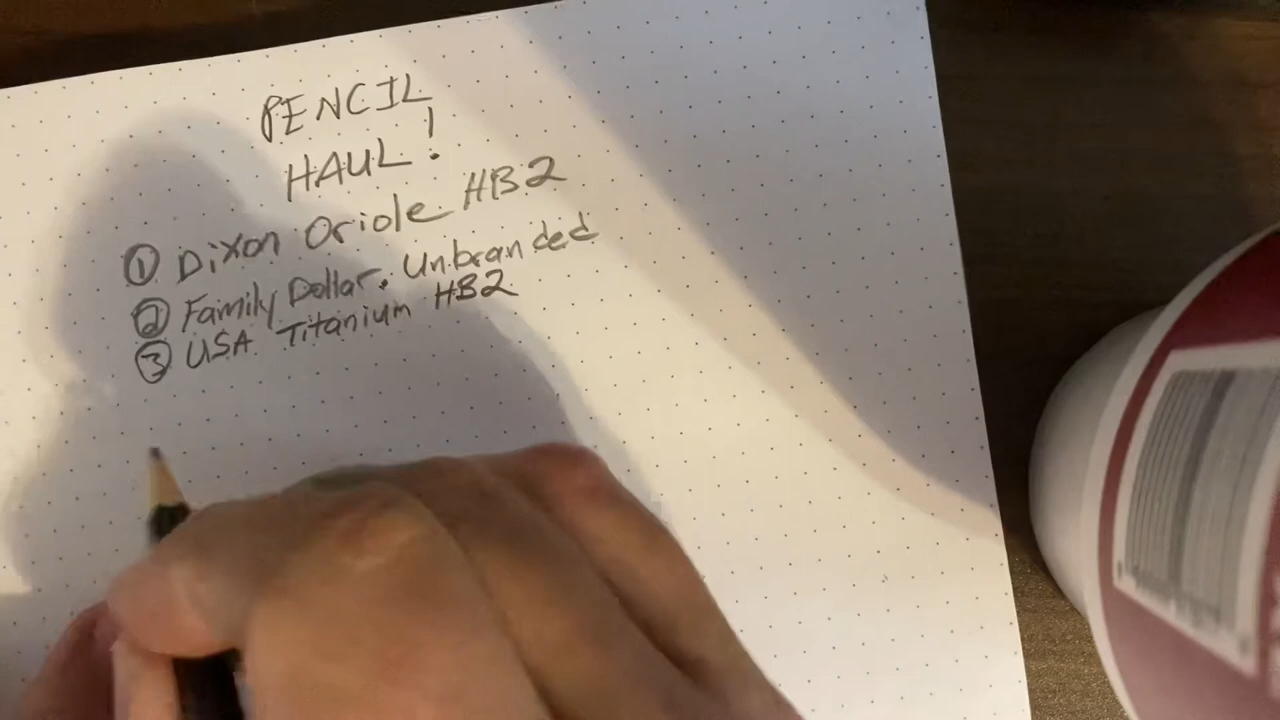 PENCIL
HAUL!
① Dixon Oriole HB2
② Family Dollar. Unbranded
③ USA Titanium HB2